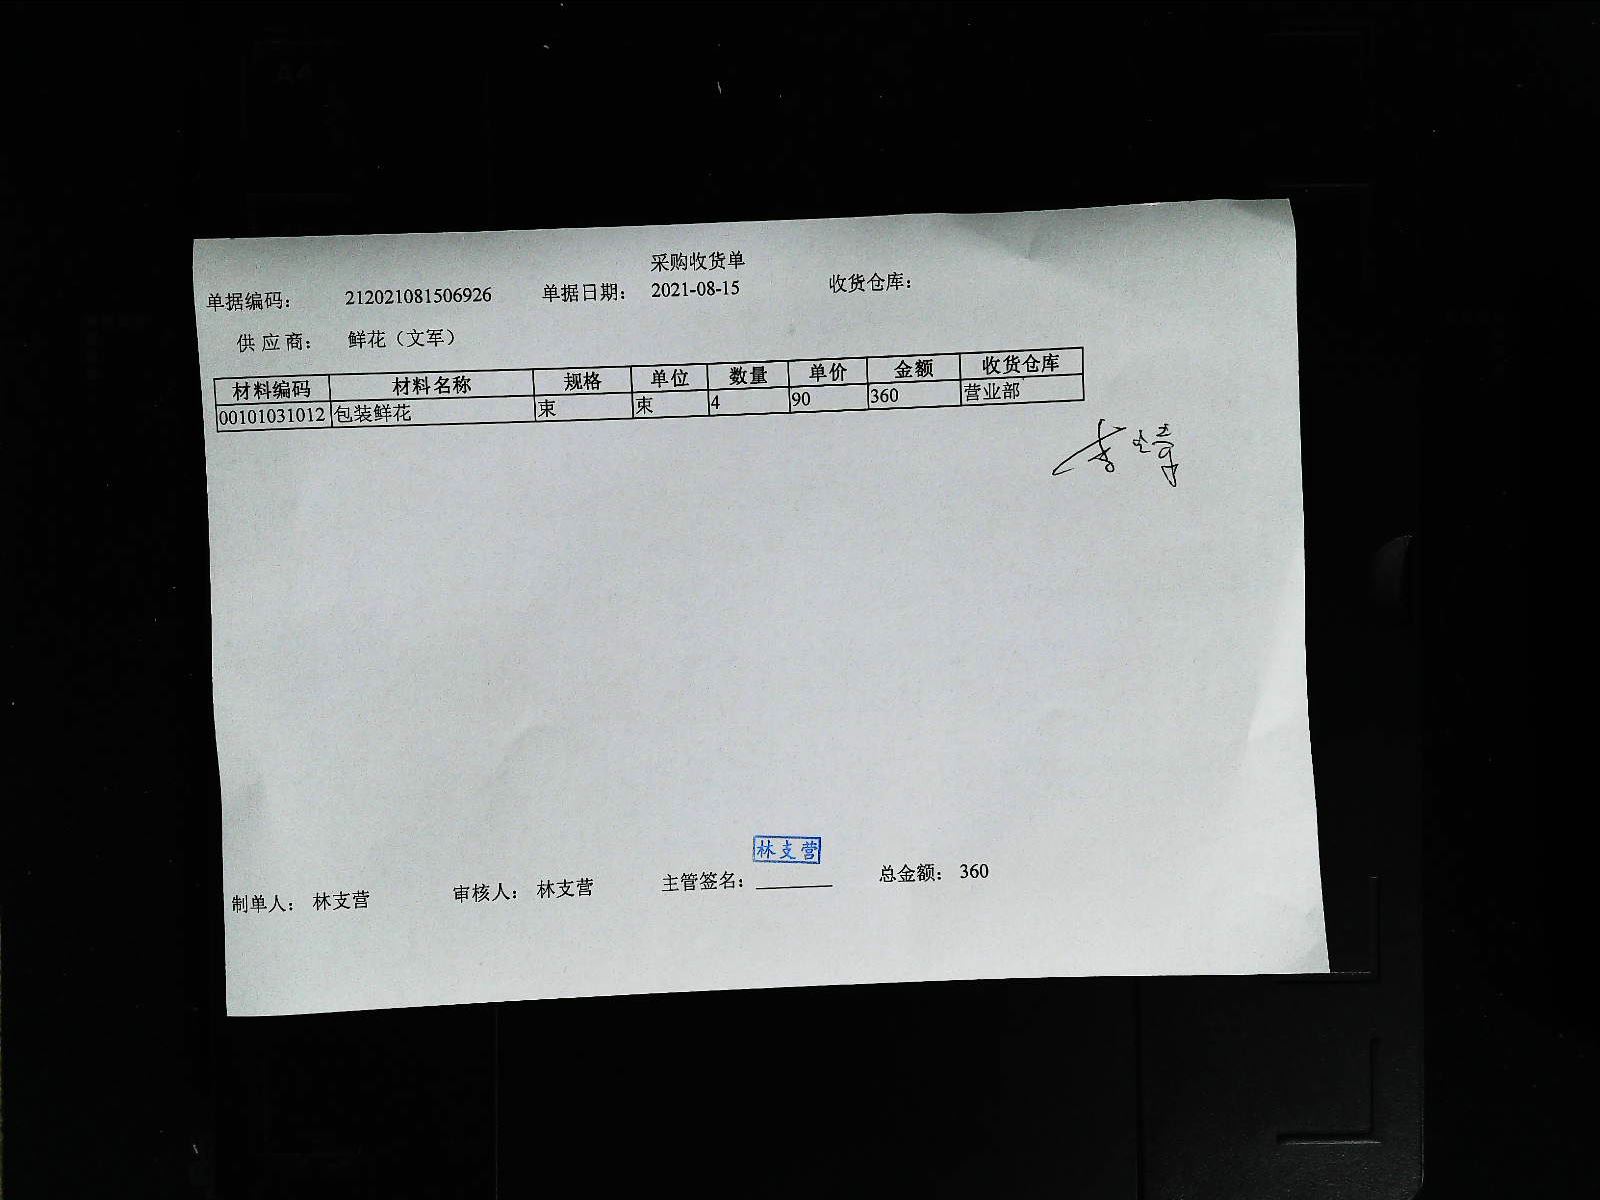 采购收货单
单据编码： 212021081506926 单据日期： 2021-08-15 收货仓库：
供应商： 鲜花（文军）
材料编码 材料名称 规格 单位 数量 单价 金额 收货仓库
00101031012 包装鲜花 束 束 4 90 360 营业部
林支营
制单人： 林支营 审核人： 林支营 主管签名： 总金额： 360